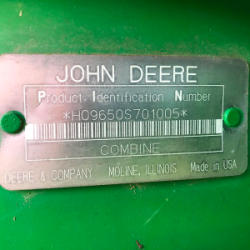 JOHN DEERE
Product Identification Number
*H09650S701005*
COMBINE
DEERE & COMPANY MOLINE, ILLINOIS Made in USA